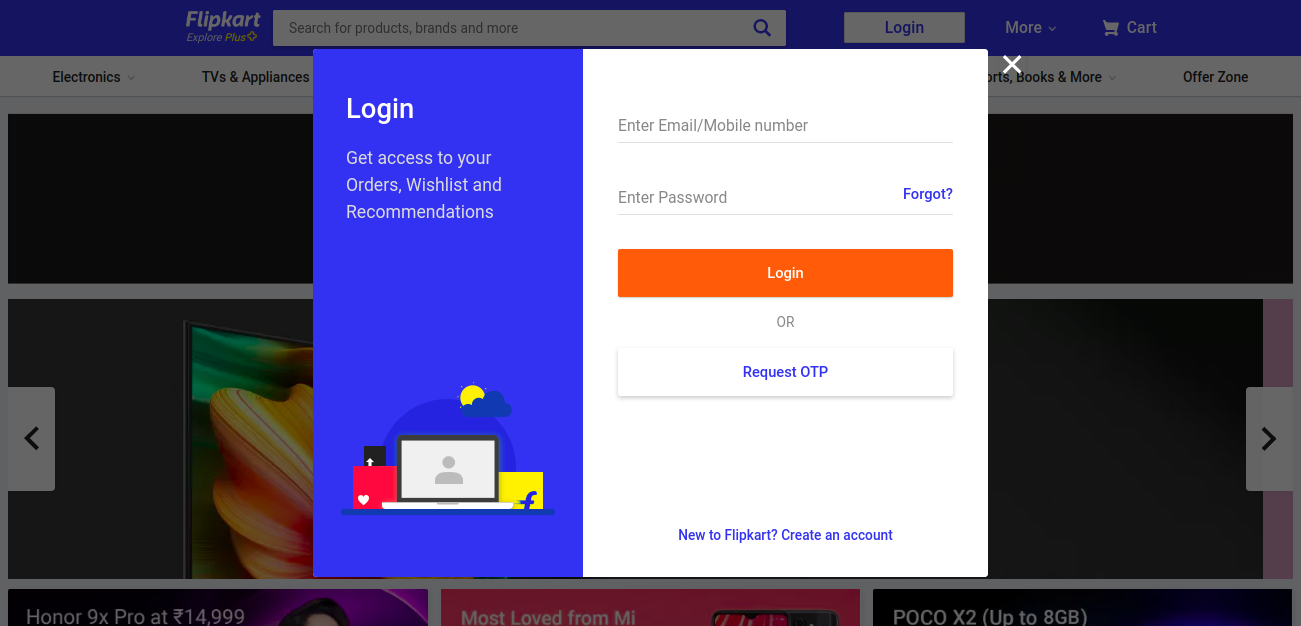 Flipkart
Explore Plus
Search for products, brands and more
Login
More
Cart
Electronics
TVs & Appliances
orts, Books & More
Offer Zone
Login
Get access to your
Orders, Wishlist and
Recommendations
Enter Email/Mobile number
Enter Password
Forgot?
Login
OR
Request OTP
New to Flipkart? Create an account
Honor 9x Pro at ₹14,999
Most Loved from Mi
POCO X2 (Up to 8GB)